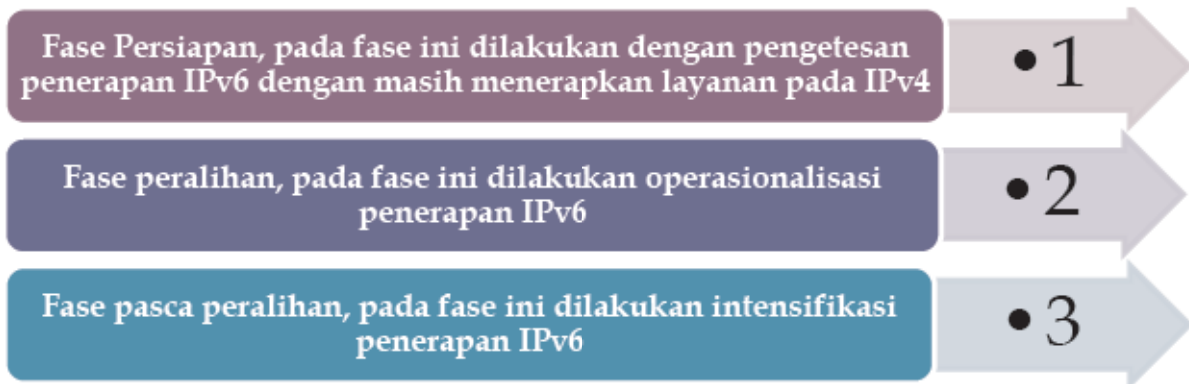 Fase Persiapan, pada fase ini dilakukan dengan pengetesan
penerapan IPv6 dengan masih menerapkan layanan pada IPv4
• 1
Fase peralihan, pada fase ini dilakukan operasionalisasi
penerapan IPv6
• 2
Fase pasca peralihan, pada fase ini dilakukan intensifikasi
penerapan IPv6
• 3